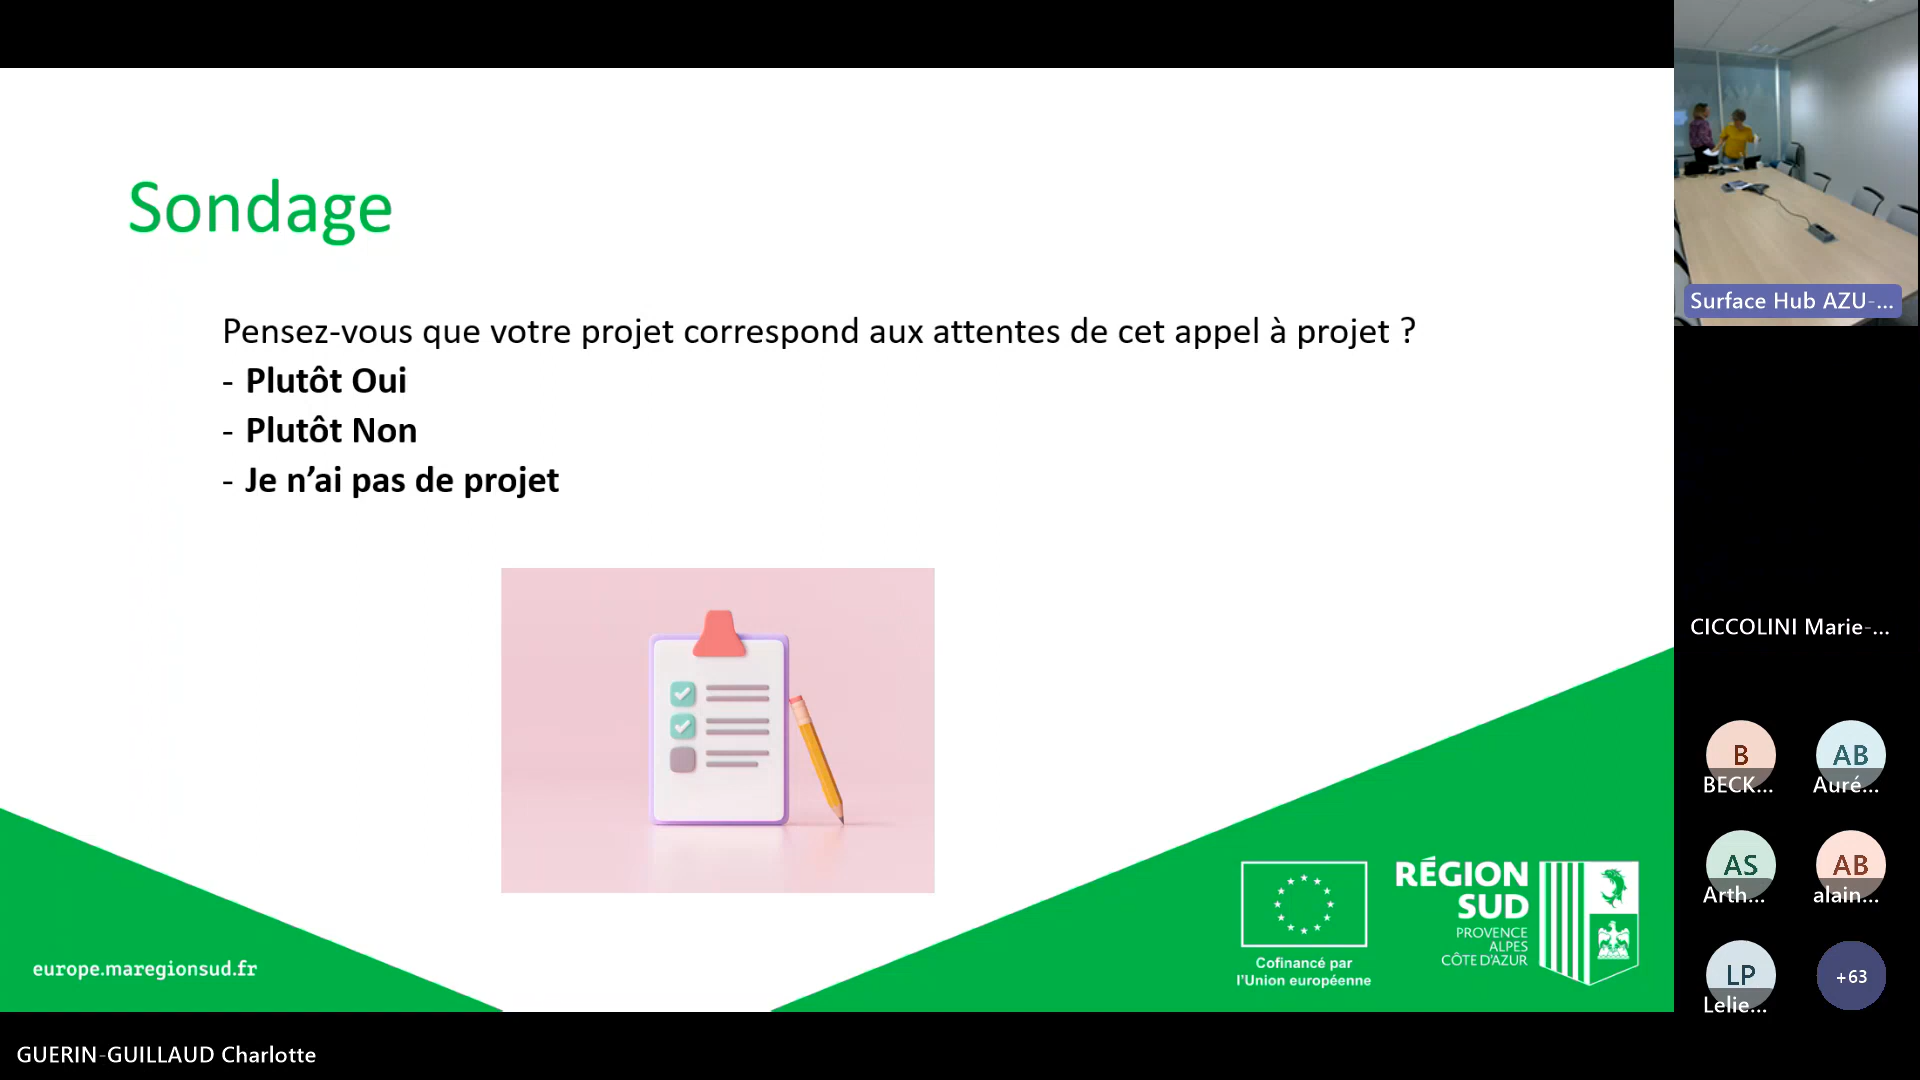 Sondage
Pensez-vous que votre projet correspond aux attentes de cet appel à projet ?
- Plutôt Oui
- Plutôt Non
- Je n’ai pas de projet
europe.maregionsud.fr
Cofinancé par
l’Union européenne
RÉGION
SUD
PROVENCE
ALPES
CÔTE D’AZUR
GUERIN-GUILLAUD Charlotte
Surface Hub AZU-...
CICCOLINI Marie-...
B
BECK...
AB
Auré...
AS
Arth...
AB
alain...
LP
Lelie...
+63